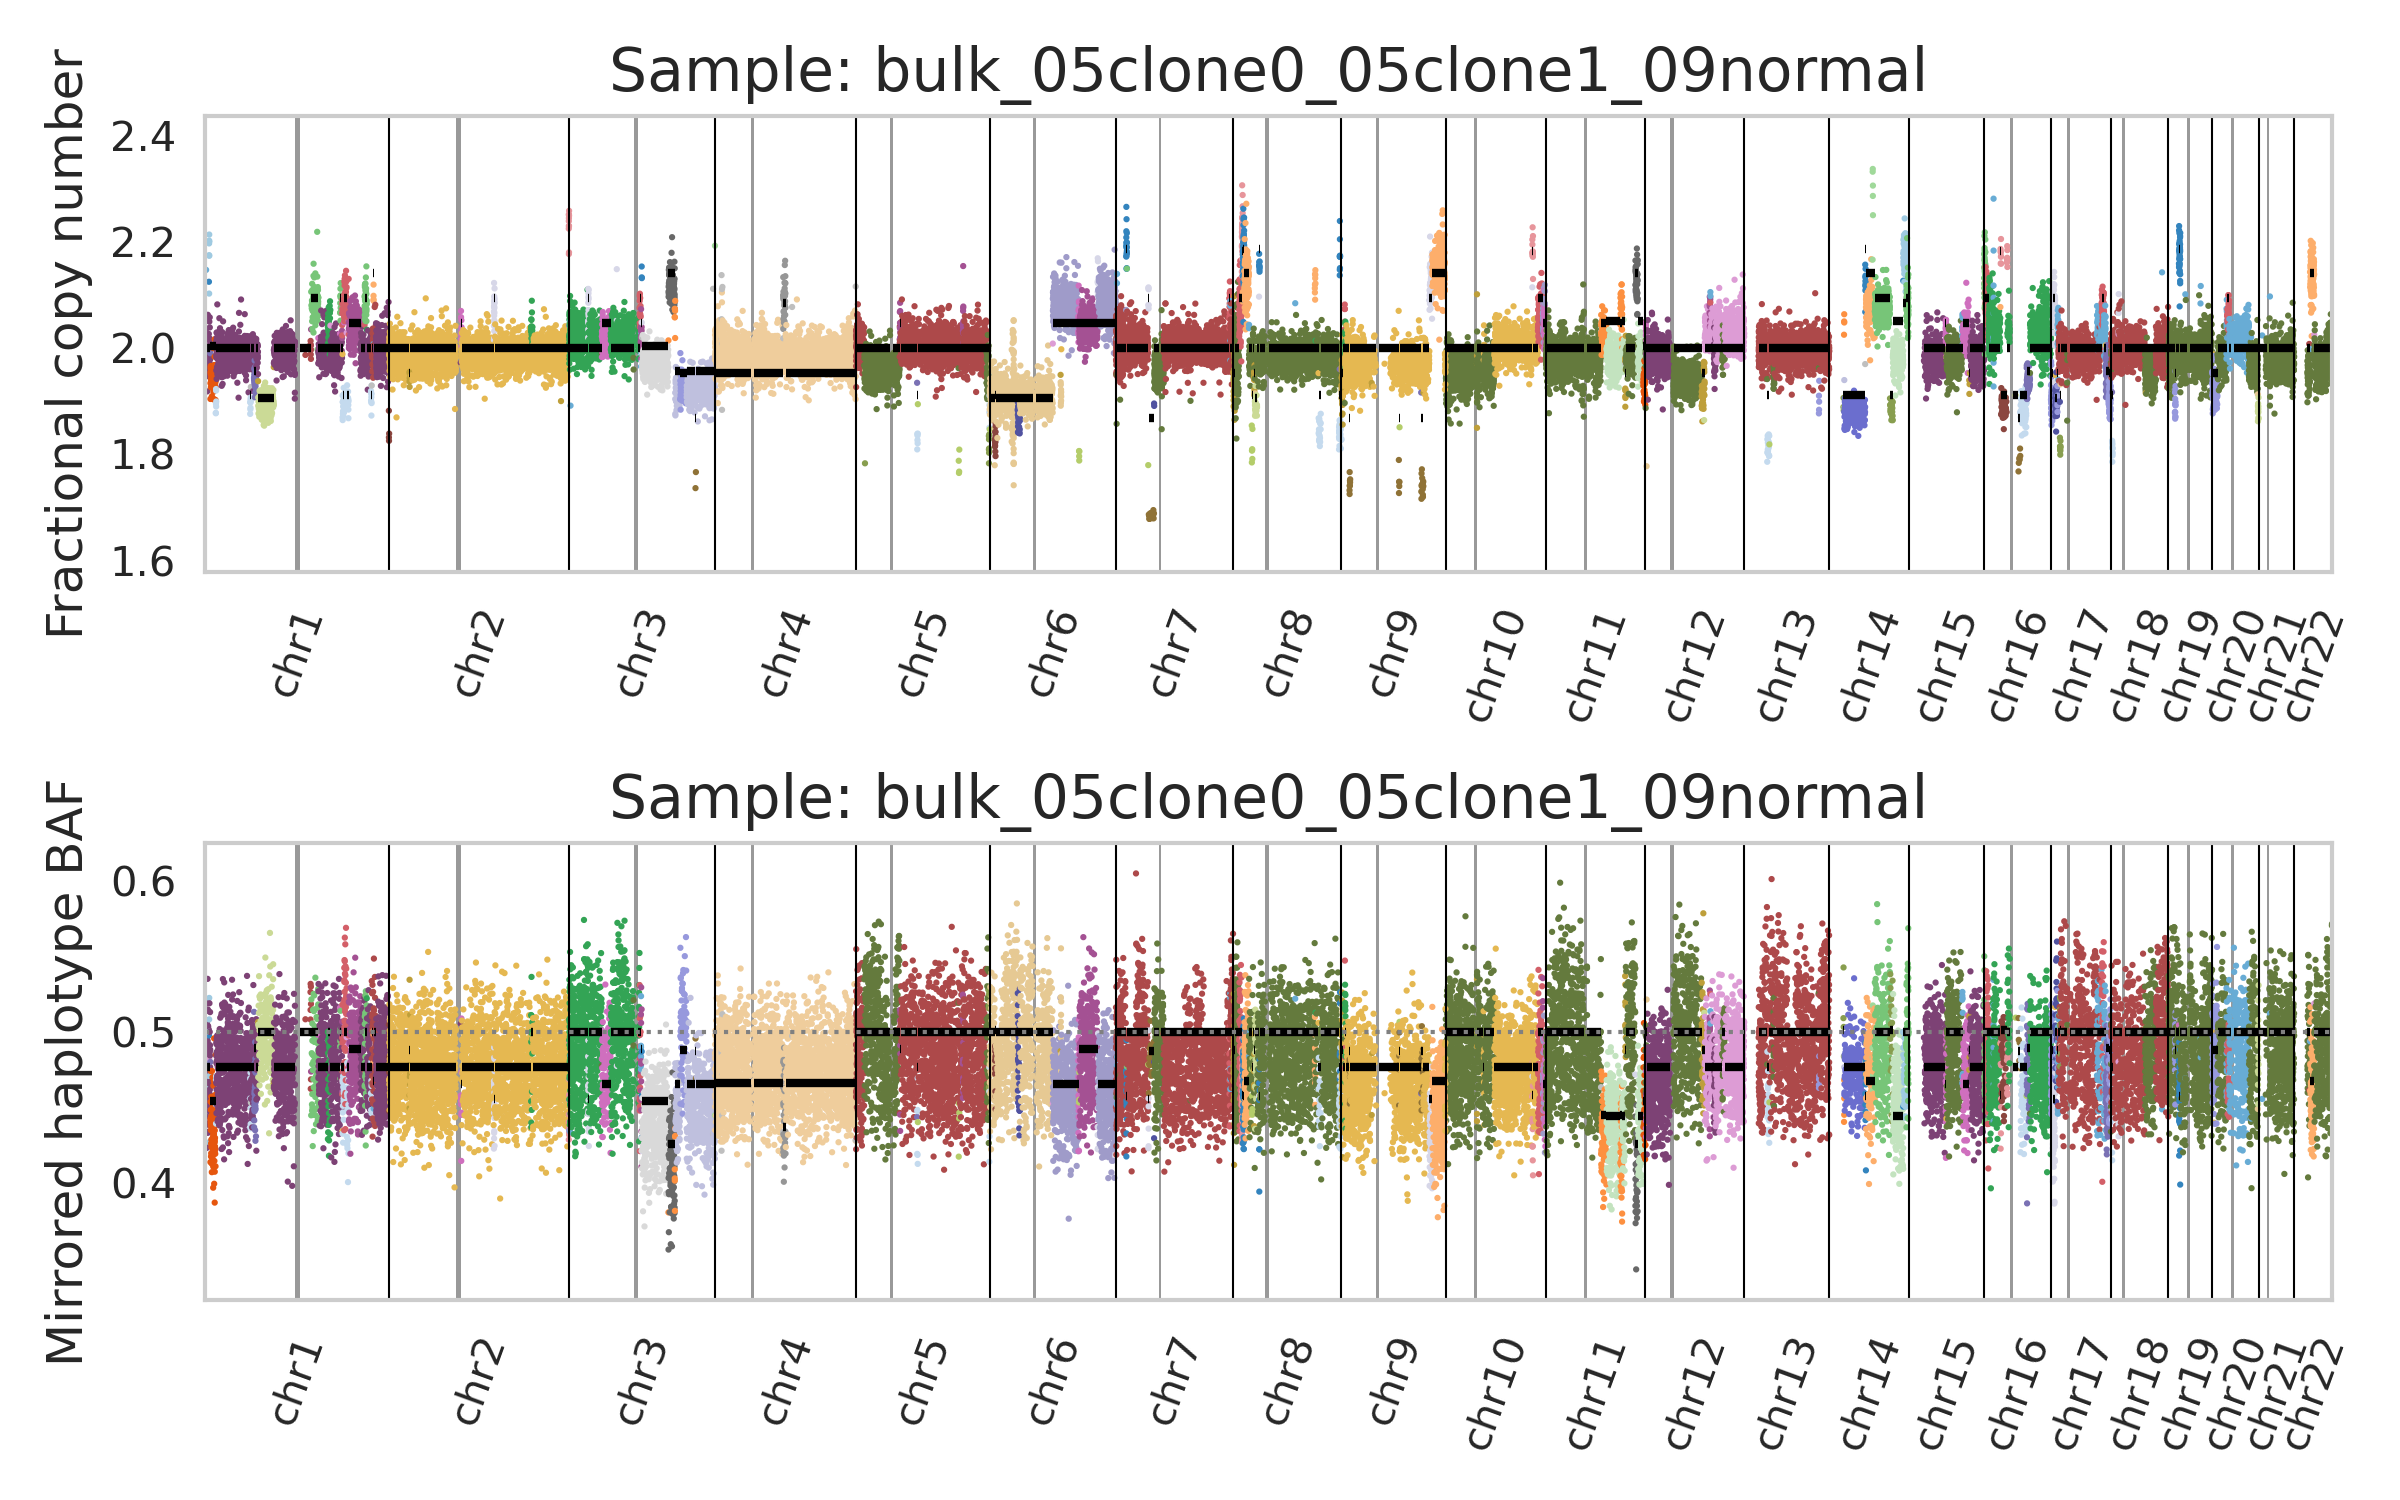 Sample: bulk_05clone0_05clone1_09normal
Fractional copy number
2.4
2.2
2.0
1.8
1.6
chr1 chr2 chr3 chr4 chr5 chr6 chr7 chr8 chr9 chr10 chr11 chr12 chr13 chr14 chr15 chr16 chr17 chr18 chr19 chr20 chr21 chr22
Sample: bulk_05clone0_05clone1_09normal
Mirrored haplotype BAF
0.6
0.5
0.4
chr1 chr2 chr3 chr4 chr5 chr6 chr7 chr8 chr9 chr10 chr11 chr12 chr13 chr14 chr15 chr16 chr17 chr18 chr19 chr20 chr21 chr22